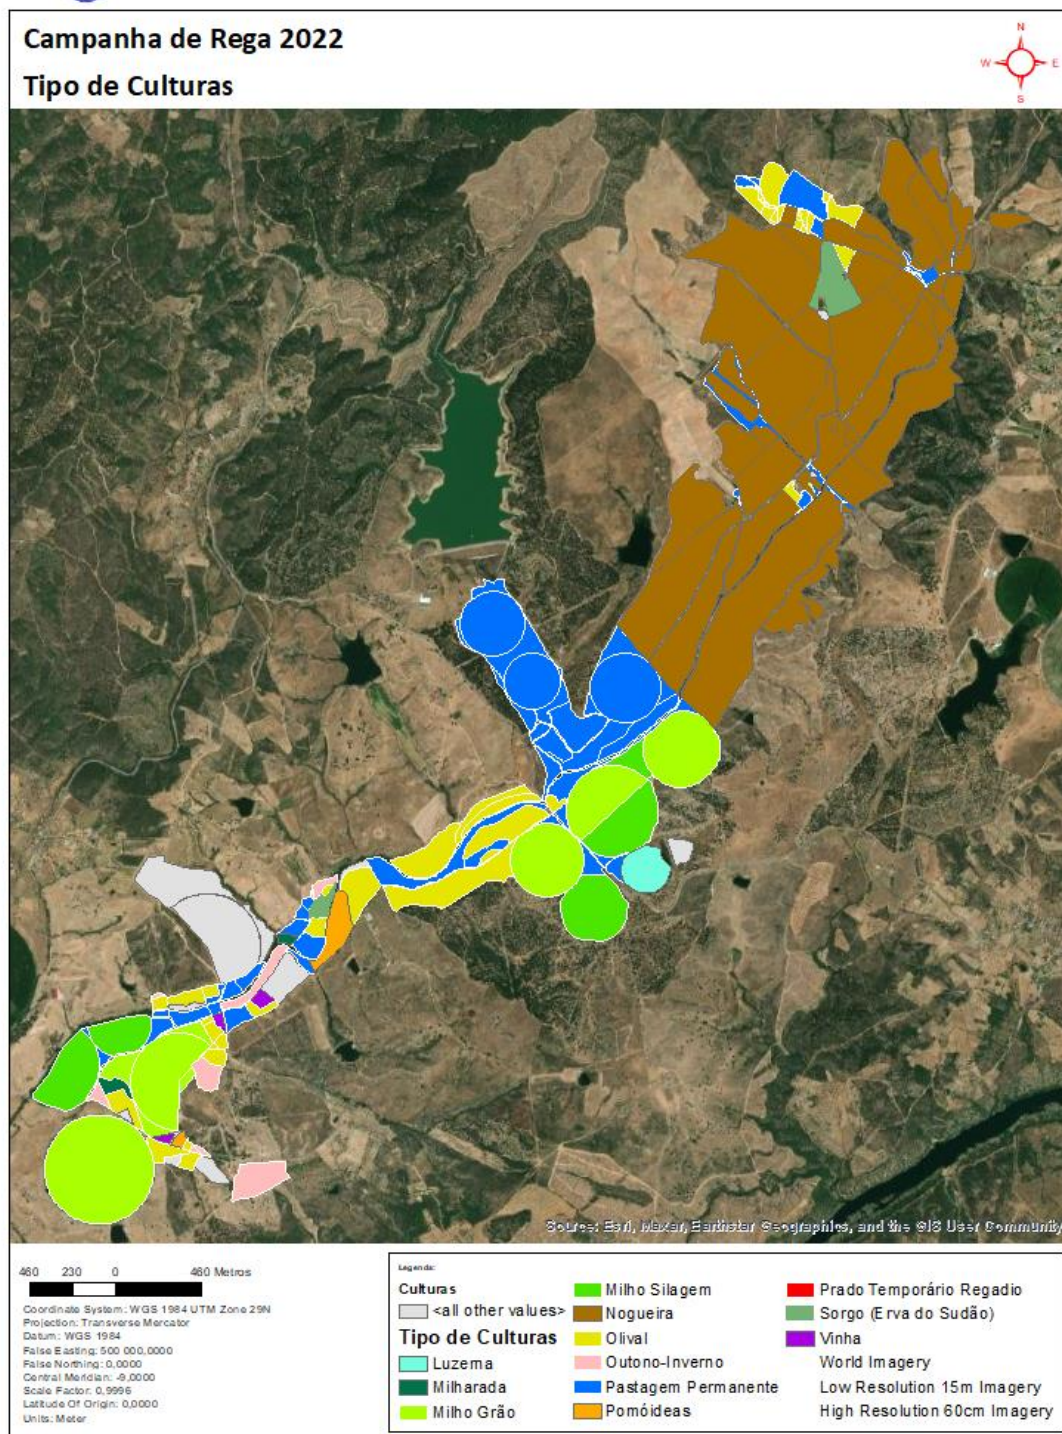 Campanha de Rega 2022
Tipo de Culturas
N
W
E
S
Source: Esri, Maxar, Earthstar Geographics, and the GIS User Community
460 230 0 460 Metros
Coordinate System: WGS 1984 UTM Zone 29N
Projection: Transverse Mercator
Datum: WGS 1984
False Easting: 500 000,0000
False Northing: 0,0000
Central Meridian: -9,0000
Scale Factor: 0,9996
Latitude Of Origin: 0,0000
Units: Meter
Legenda:
Culturas
<all other values>
Tipo de Culturas
Luzerna
Milharada
Milho Grão
Milho Silagem
Nogueira
Olival
Outono-Inverno
Pastagem Permanente
Pomóideas
Prado Temporário Regadio
Sorgo (Erva do Sudão)
Vinha
World Imagery
Low Resolution 15m Imagery
High Resolution 60cm Imagery